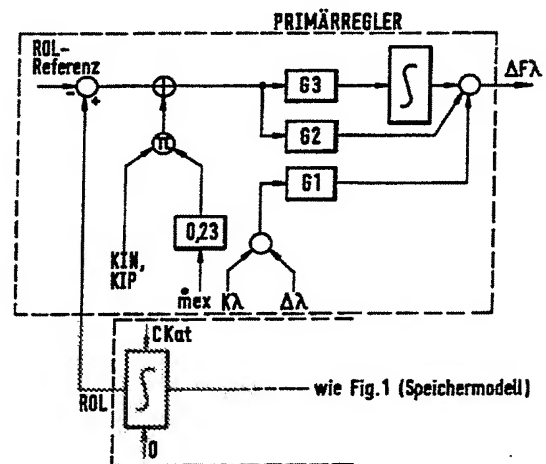 PRIMÄRREGLER
ROL-
Referenz
-
+
G3
∫
ΔFλ
G2
π
G1
0,23
KIN,
KIP
ṁex
Kλ
Δλ
CKat
∫
ROL
wie Fig.1 (Speichermodell)
0